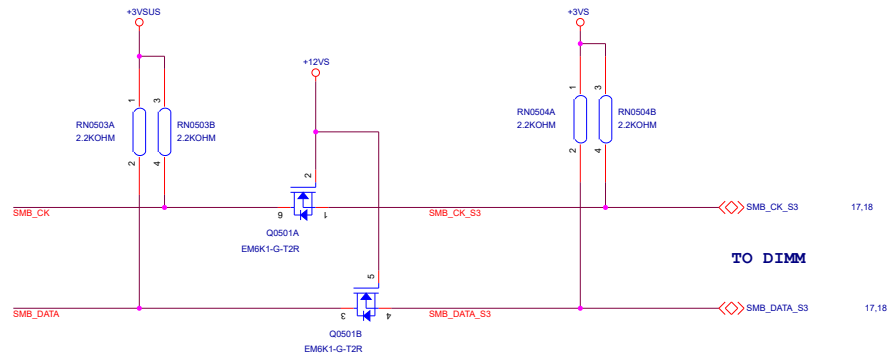 +3VSUS
+3VS
+12VS
1
3
1
3
RN0503A
2.2KOHM
RN0503B
2.2KOHM
RN0504A
2.2KOHM
RN0504B
2.2KOHM
2
4
2
2
4
SMB_CK
6
1
SMB_CK_S3
SMB_CK_S3
17,18
Q0501A
EM6K1-G-T2R
TO DIMM
5
SMB_DATA
3
4
SMB_DATA_S3
SMB_DATA_S3
17,18
Q0501B
EM6K1-G-T2R